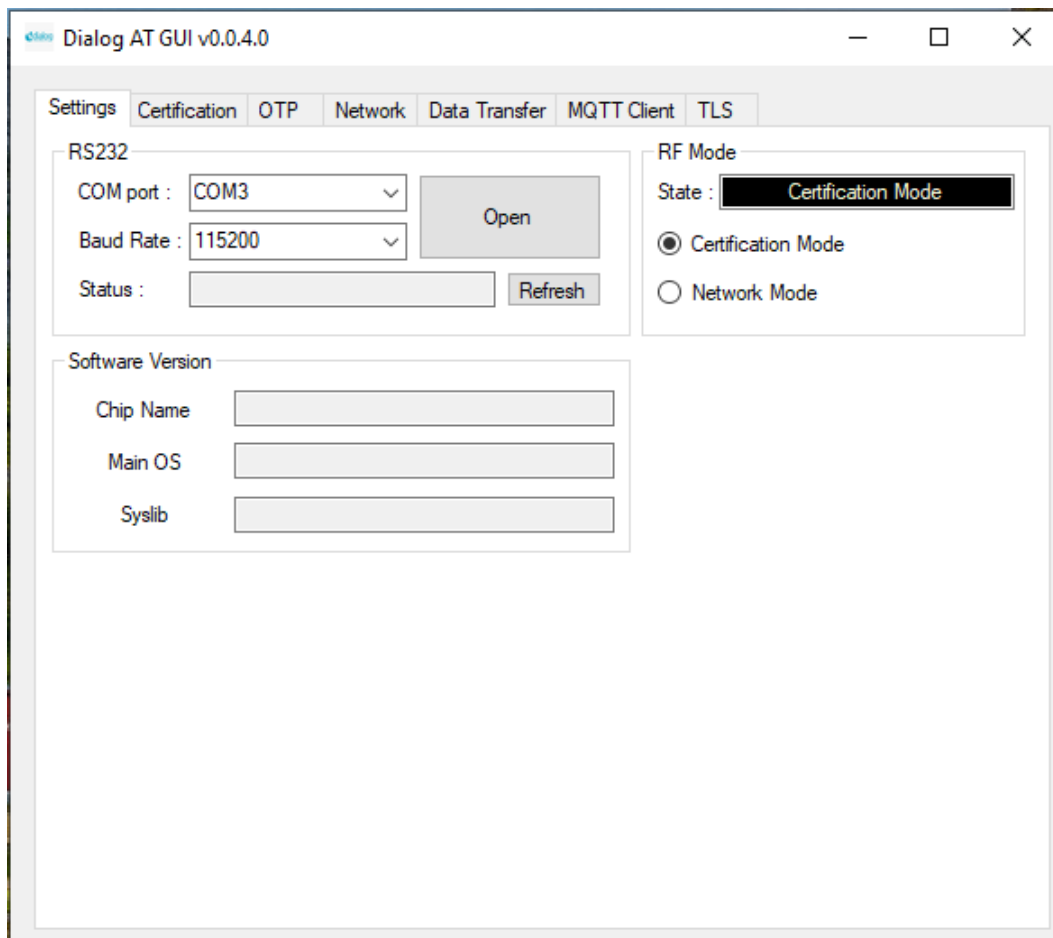 Dialog AT GUI v0.0.4.0
Settings Certification OTP Network Data Transfer MQTT Client TLS
RS232
COM port : COM3
Open
Baud Rate : 115200
Status :
Refresh
RF Mode
State : Certification Mode
Certification Mode
Network Mode
Software Version
Chip Name
Main OS
Syslib